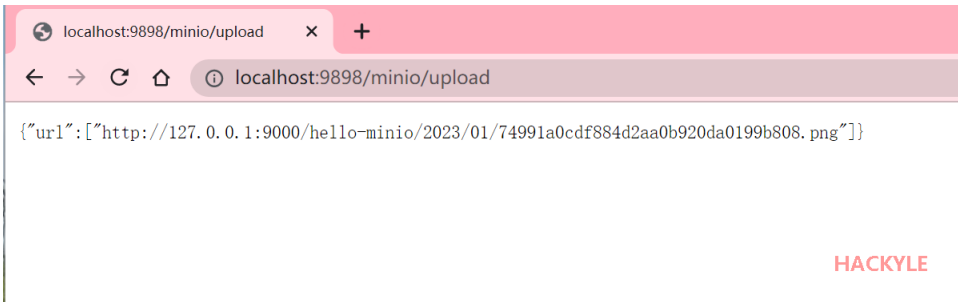 localhost:9898/minio/upload
localhost:9898/minio/upload
{"url":["http://127.0.0.1:9000/hello-minio/2023/01/74991a0cdf884d2aa0b920da0199b808.png"]}
HACKYLE